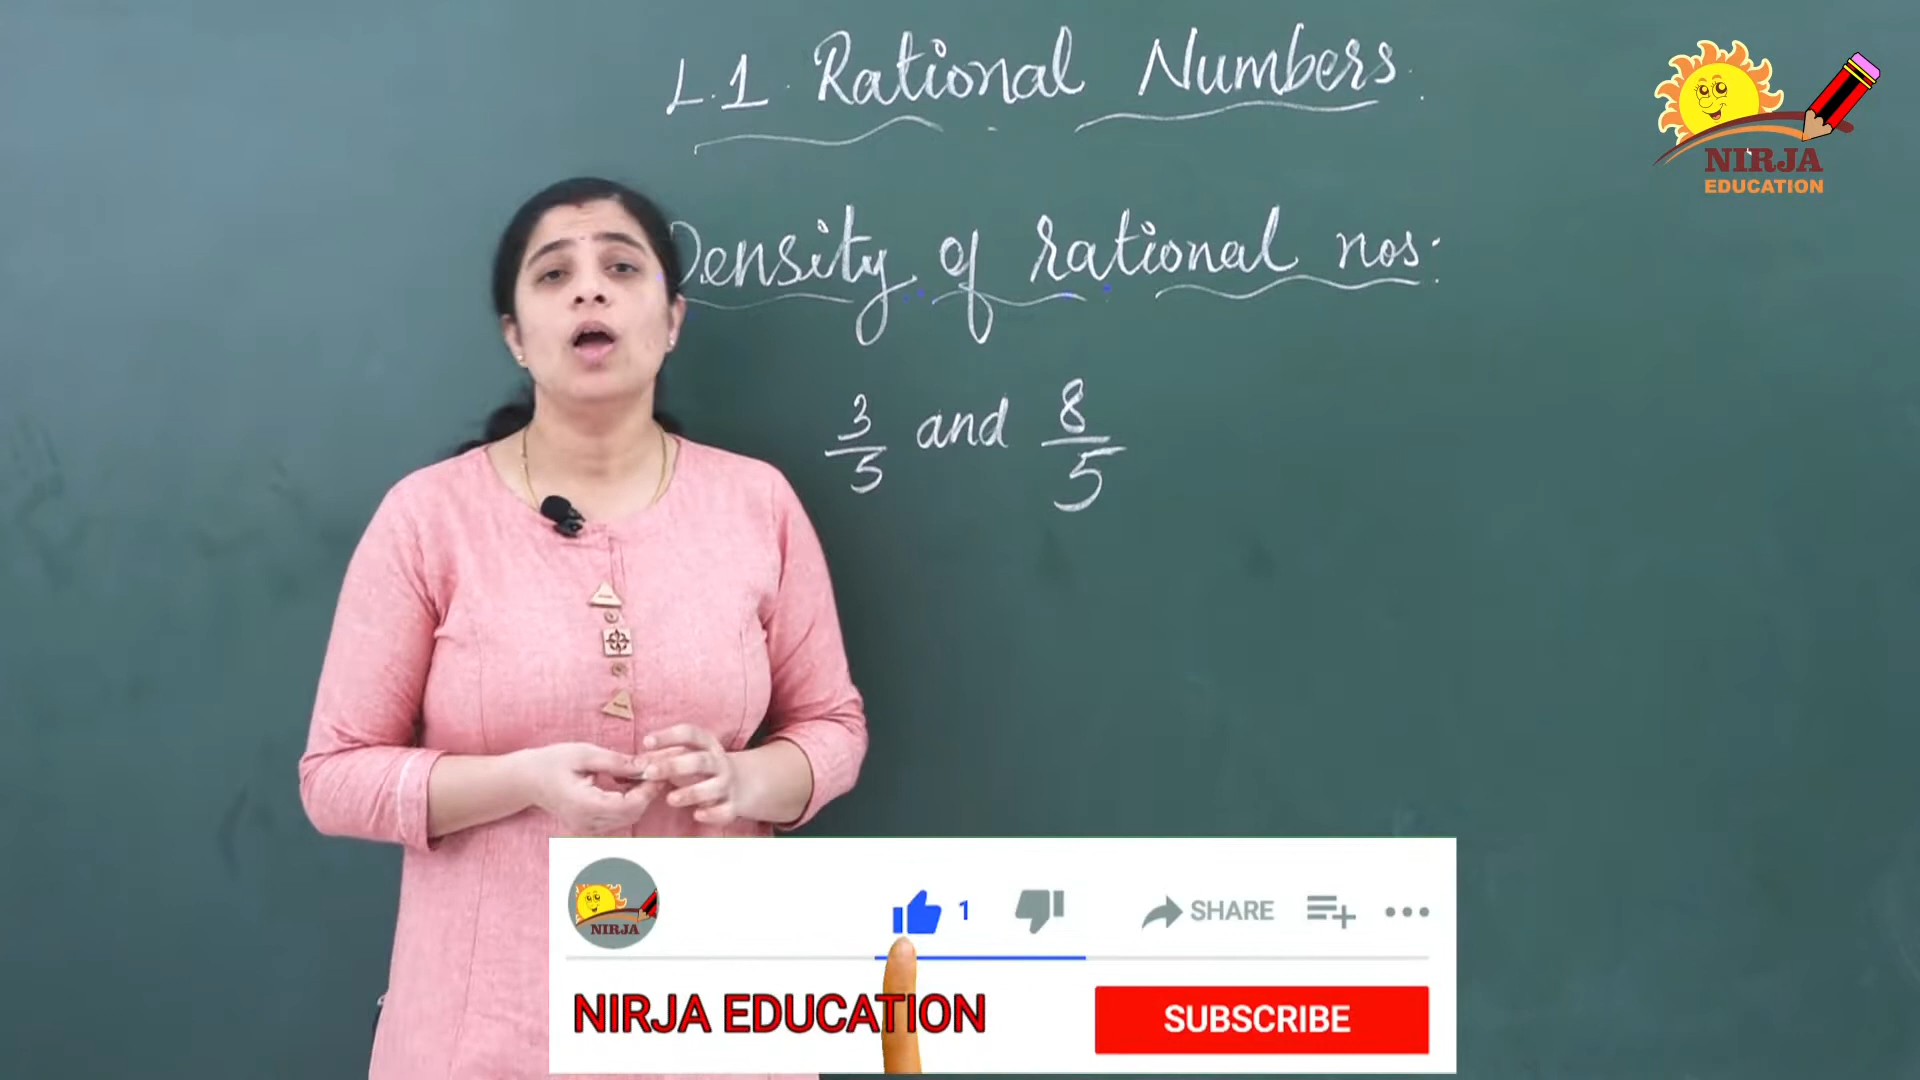 L.1. Rational Numbers.
NIRJA
EDUCATION
Density of rational nos:
3/5 and 8/5
1 SHARE
NIRJA
NIRJA EDUCATION
SUBSCRIBE